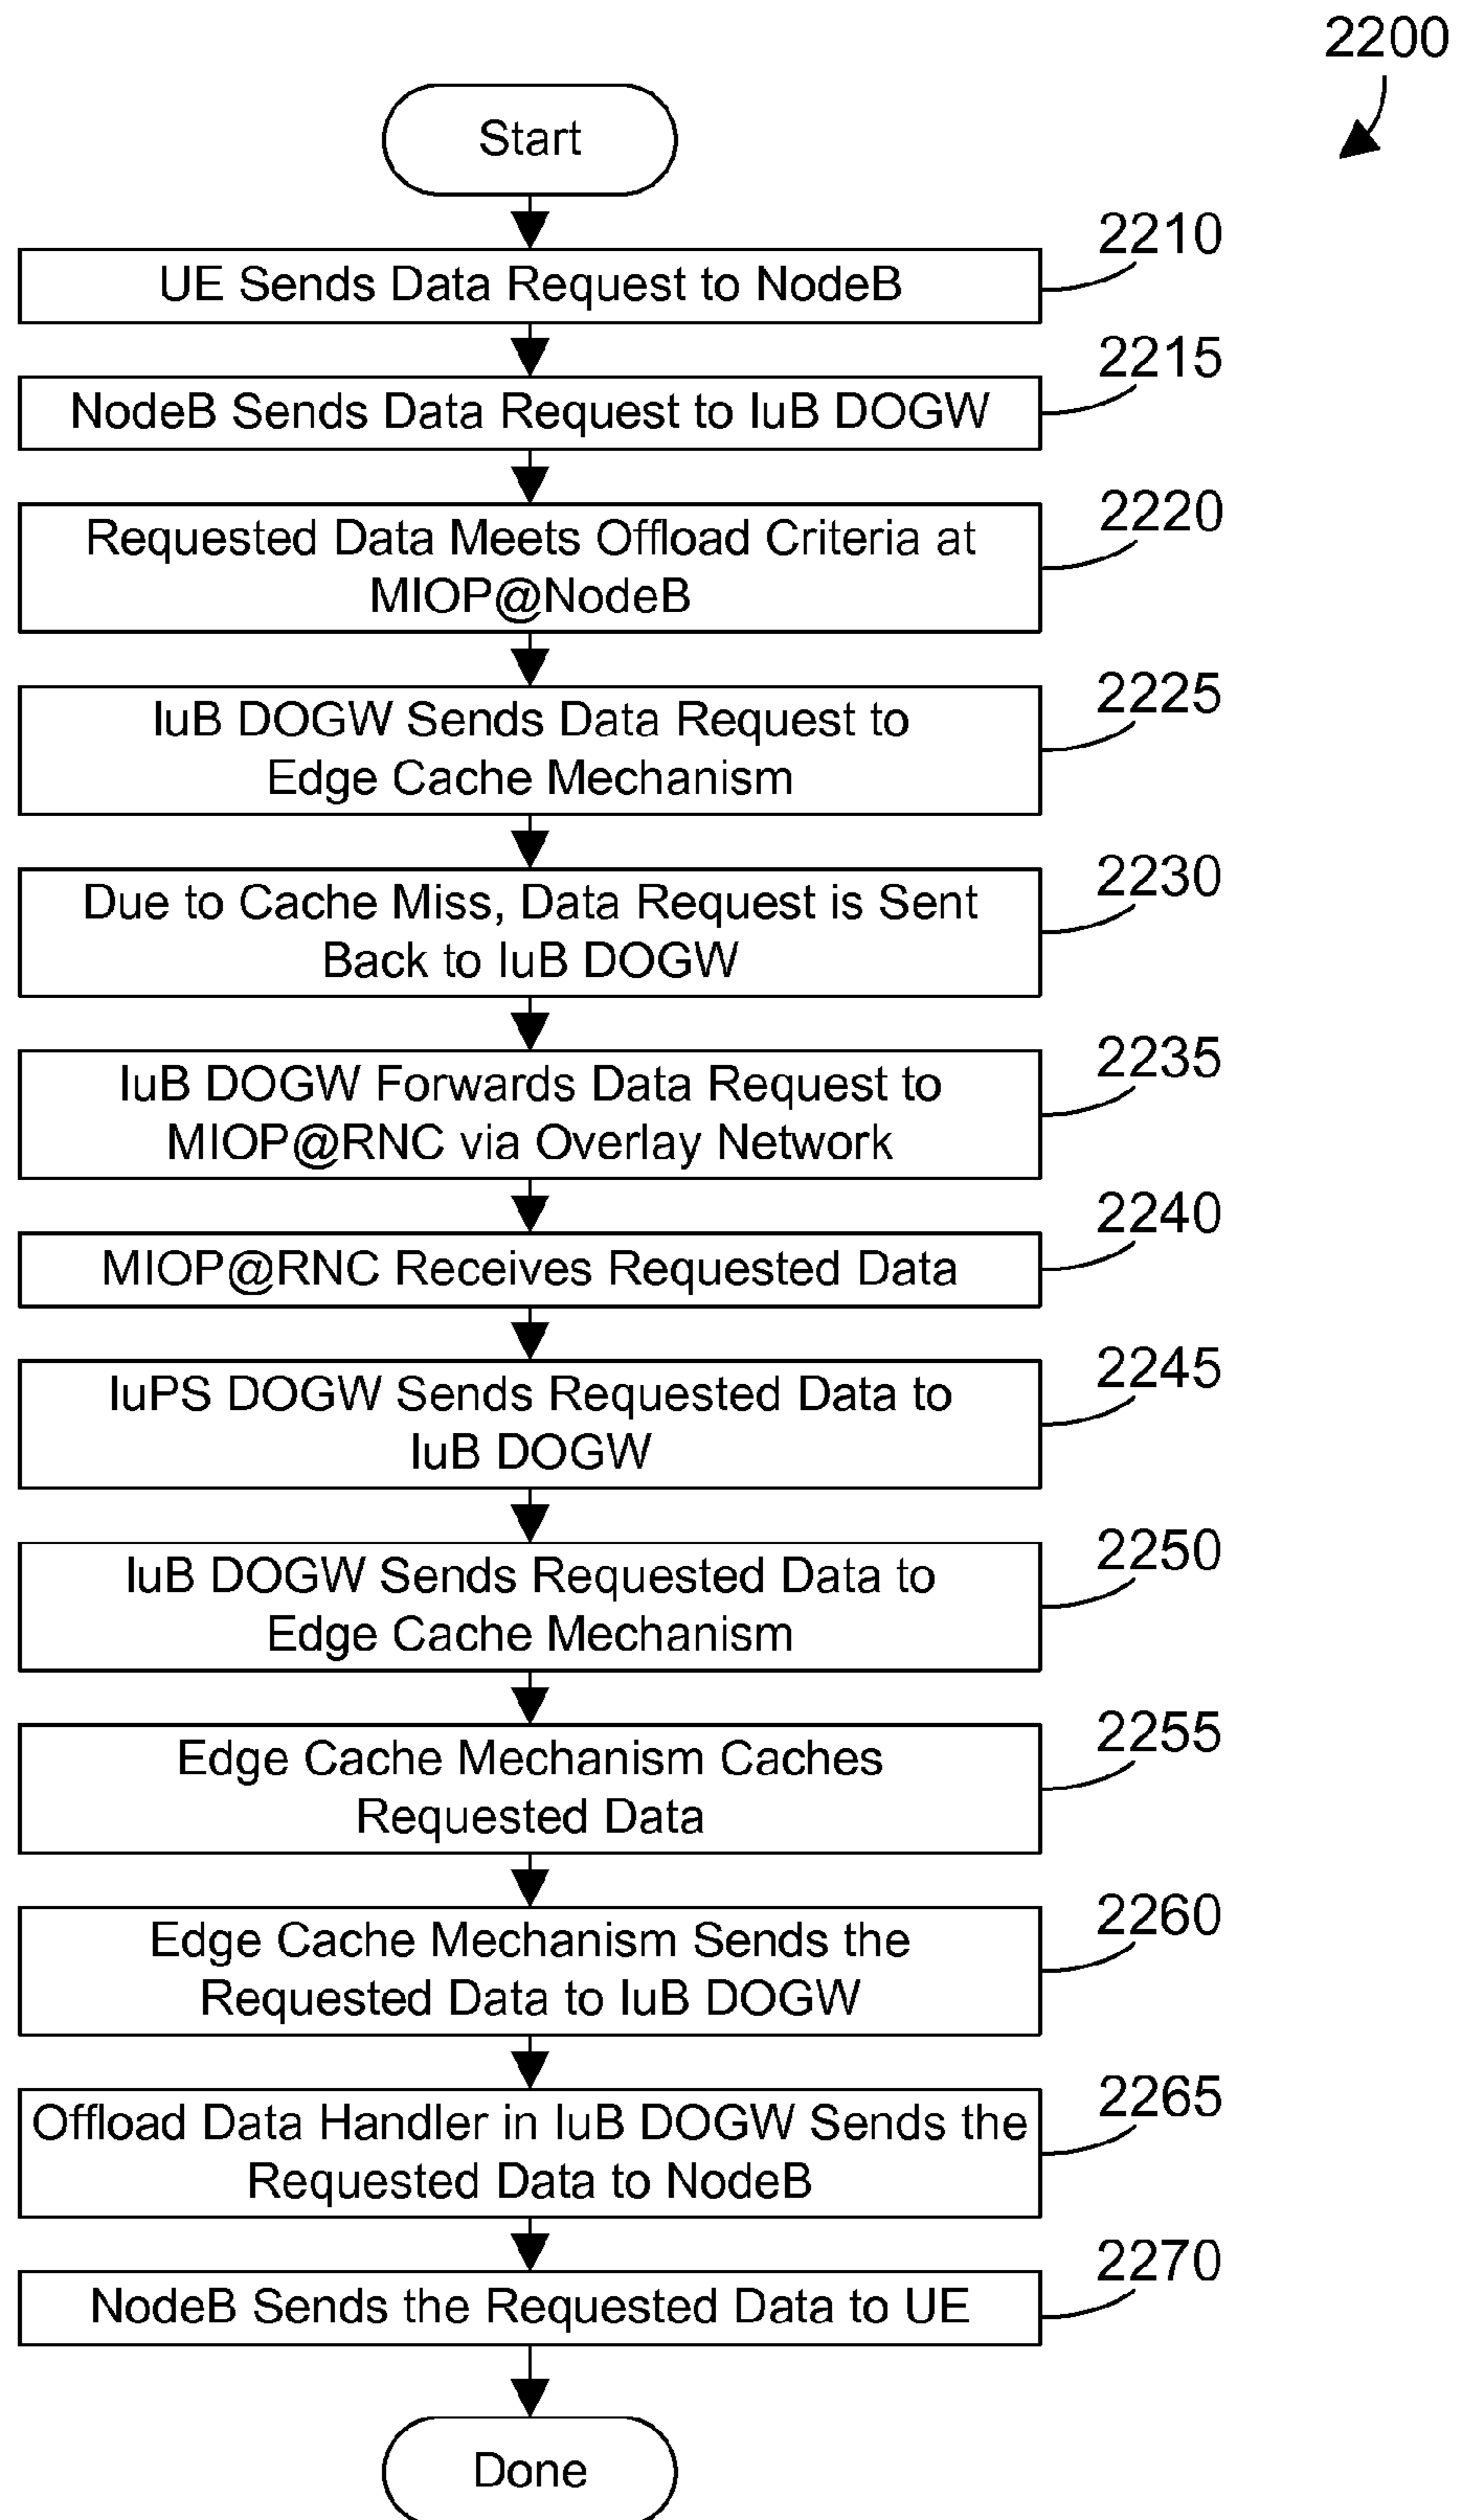 2200
Start
2210
UE Sends Data Request to NodeB
2215
NodeB Sends Data Request to IuB DOGW
2220
Requested Data Meets Offload Criteria at
MIOP@NodeB
2225
IuB DOGW Sends Data Request to
Edge Cache Mechanism
2230
Due to Cache Miss, Data Request is Sent
Back to IuB DOGW
2235
IuB DOGW Forwards Data Request to
MIOP@RNC via Overlay Network
2240
MIOP@RNC Receives Requested Data
2245
IuPS DOGW Sends Requested Data to
IuB DOGW
2250
IuB DOGW Sends Requested Data to
Edge Cache Mechanism
2255
Edge Cache Mechanism Caches
Requested Data
2260
Edge Cache Mechanism Sends the
Requested Data to IuB DOGW
2265
Offload Data Handler in IuB DOGW Sends the
Requested Data to NodeB
2270
NodeB Sends the Requested Data to UE
Done